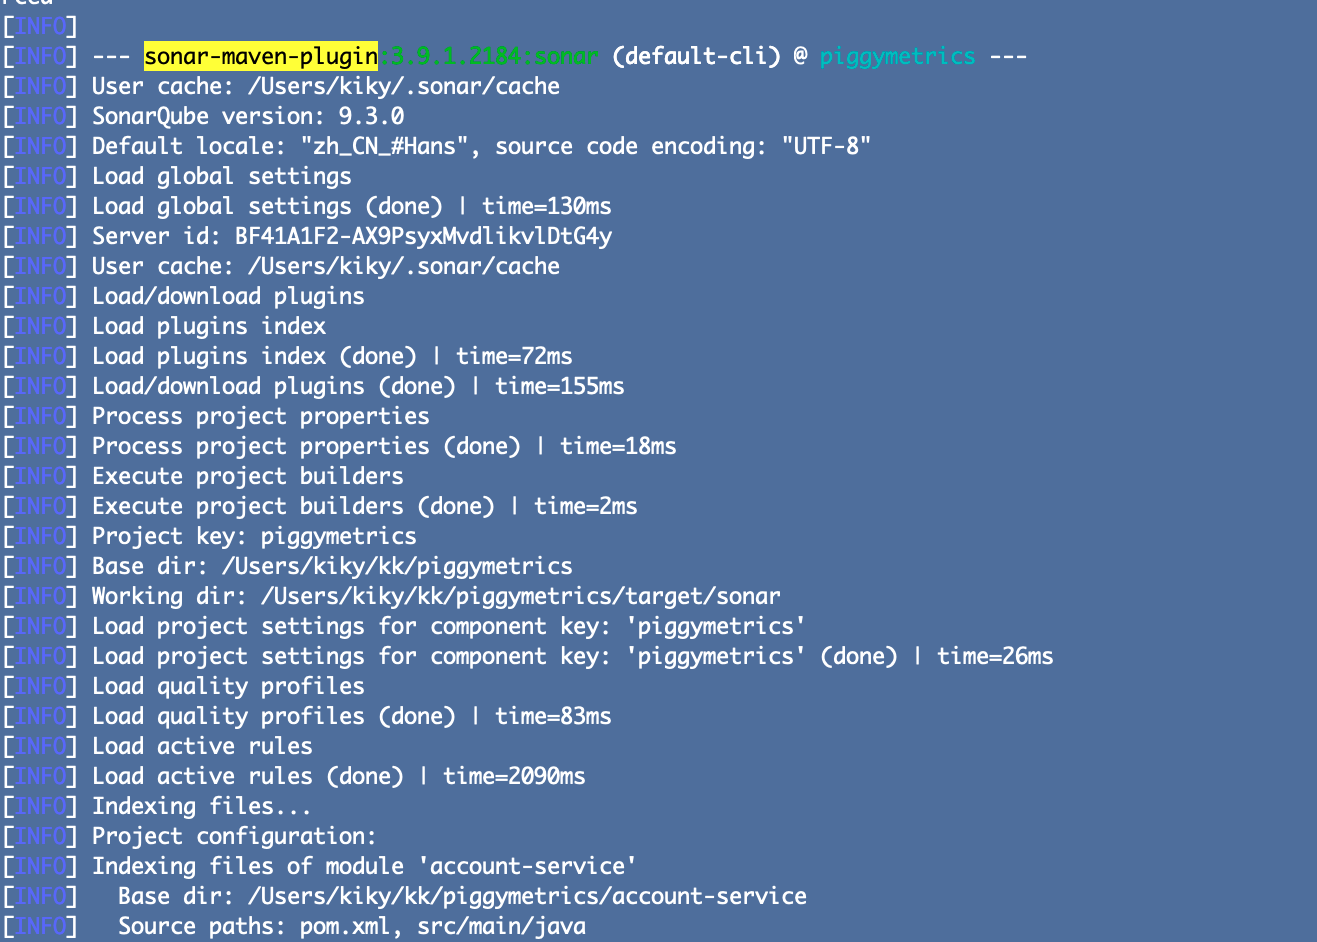 [INFO]
[INFO] --- sonar-maven-plugin:3.9.1.2184:sonar (default-cli) @ piggymetrics ---
[INFO] User cache: /Users/kiky/.sonar/cache
[INFO] SonarQube version: 9.3.0
[INFO] Default locale: "zh_CN_#Hans", source code encoding: "UTF-8"
[INFO] Load global settings
[INFO] Load global settings (done) | time=130ms
[INFO] Server id: BF41A1F2-AX9PsyxMvdlikvlDtG4y
[INFO] User cache: /Users/kiky/.sonar/cache
[INFO] Load/download plugins
[INFO] Load plugins index
[INFO] Load plugins index (done) | time=72ms
[INFO] Load/download plugins (done) | time=155ms
[INFO] Process project properties
[INFO] Process project properties (done) | time=18ms
[INFO] Execute project builders
[INFO] Execute project builders (done) | time=2ms
[INFO] Project key: piggymetrics
[INFO] Base dir: /Users/kiky/kk/piggymetrics
[INFO] Working dir: /Users/kiky/kk/piggymetrics/target/sonar
[INFO] Load project settings for component key: 'piggymetrics'
[INFO] Load project settings for component key: 'piggymetrics' (done) | time=26ms
[INFO] Load quality profiles
[INFO] Load quality profiles (done) | time=83ms
[INFO] Load active rules
[INFO] Load active rules (done) | time=2090ms
[INFO] Indexing files...
[INFO] Project configuration:
[INFO] Indexing files of module 'account-service'
[INFO]   Base dir: /Users/kiky/kk/piggymetrics/account-service
[INFO]   Source paths: pom.xml, src/main/java